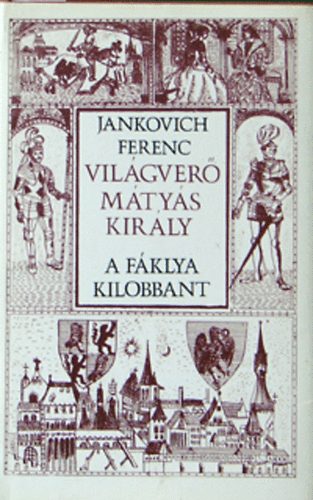 JANKOVICH
FERENC
VILÁGVERŐ
MÁTYÁS
KIRÁLY
A FÁKLYA
KILOBBANT